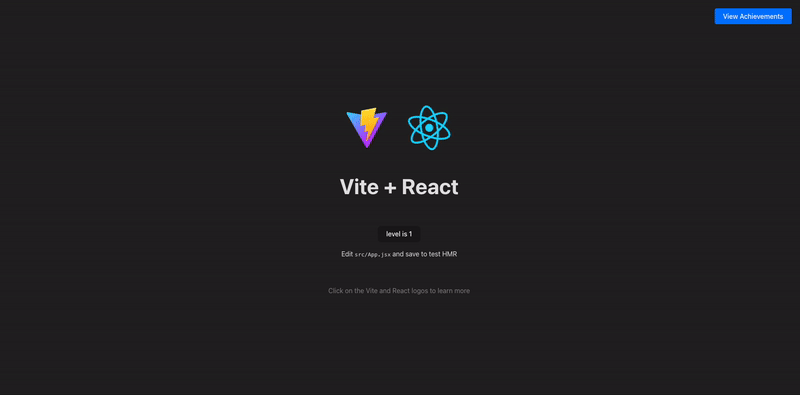 View Achievements
Vite + React
level is 1
Edit src/App.jsx and save to test HMR
Click on the Vite and React logos to learn more